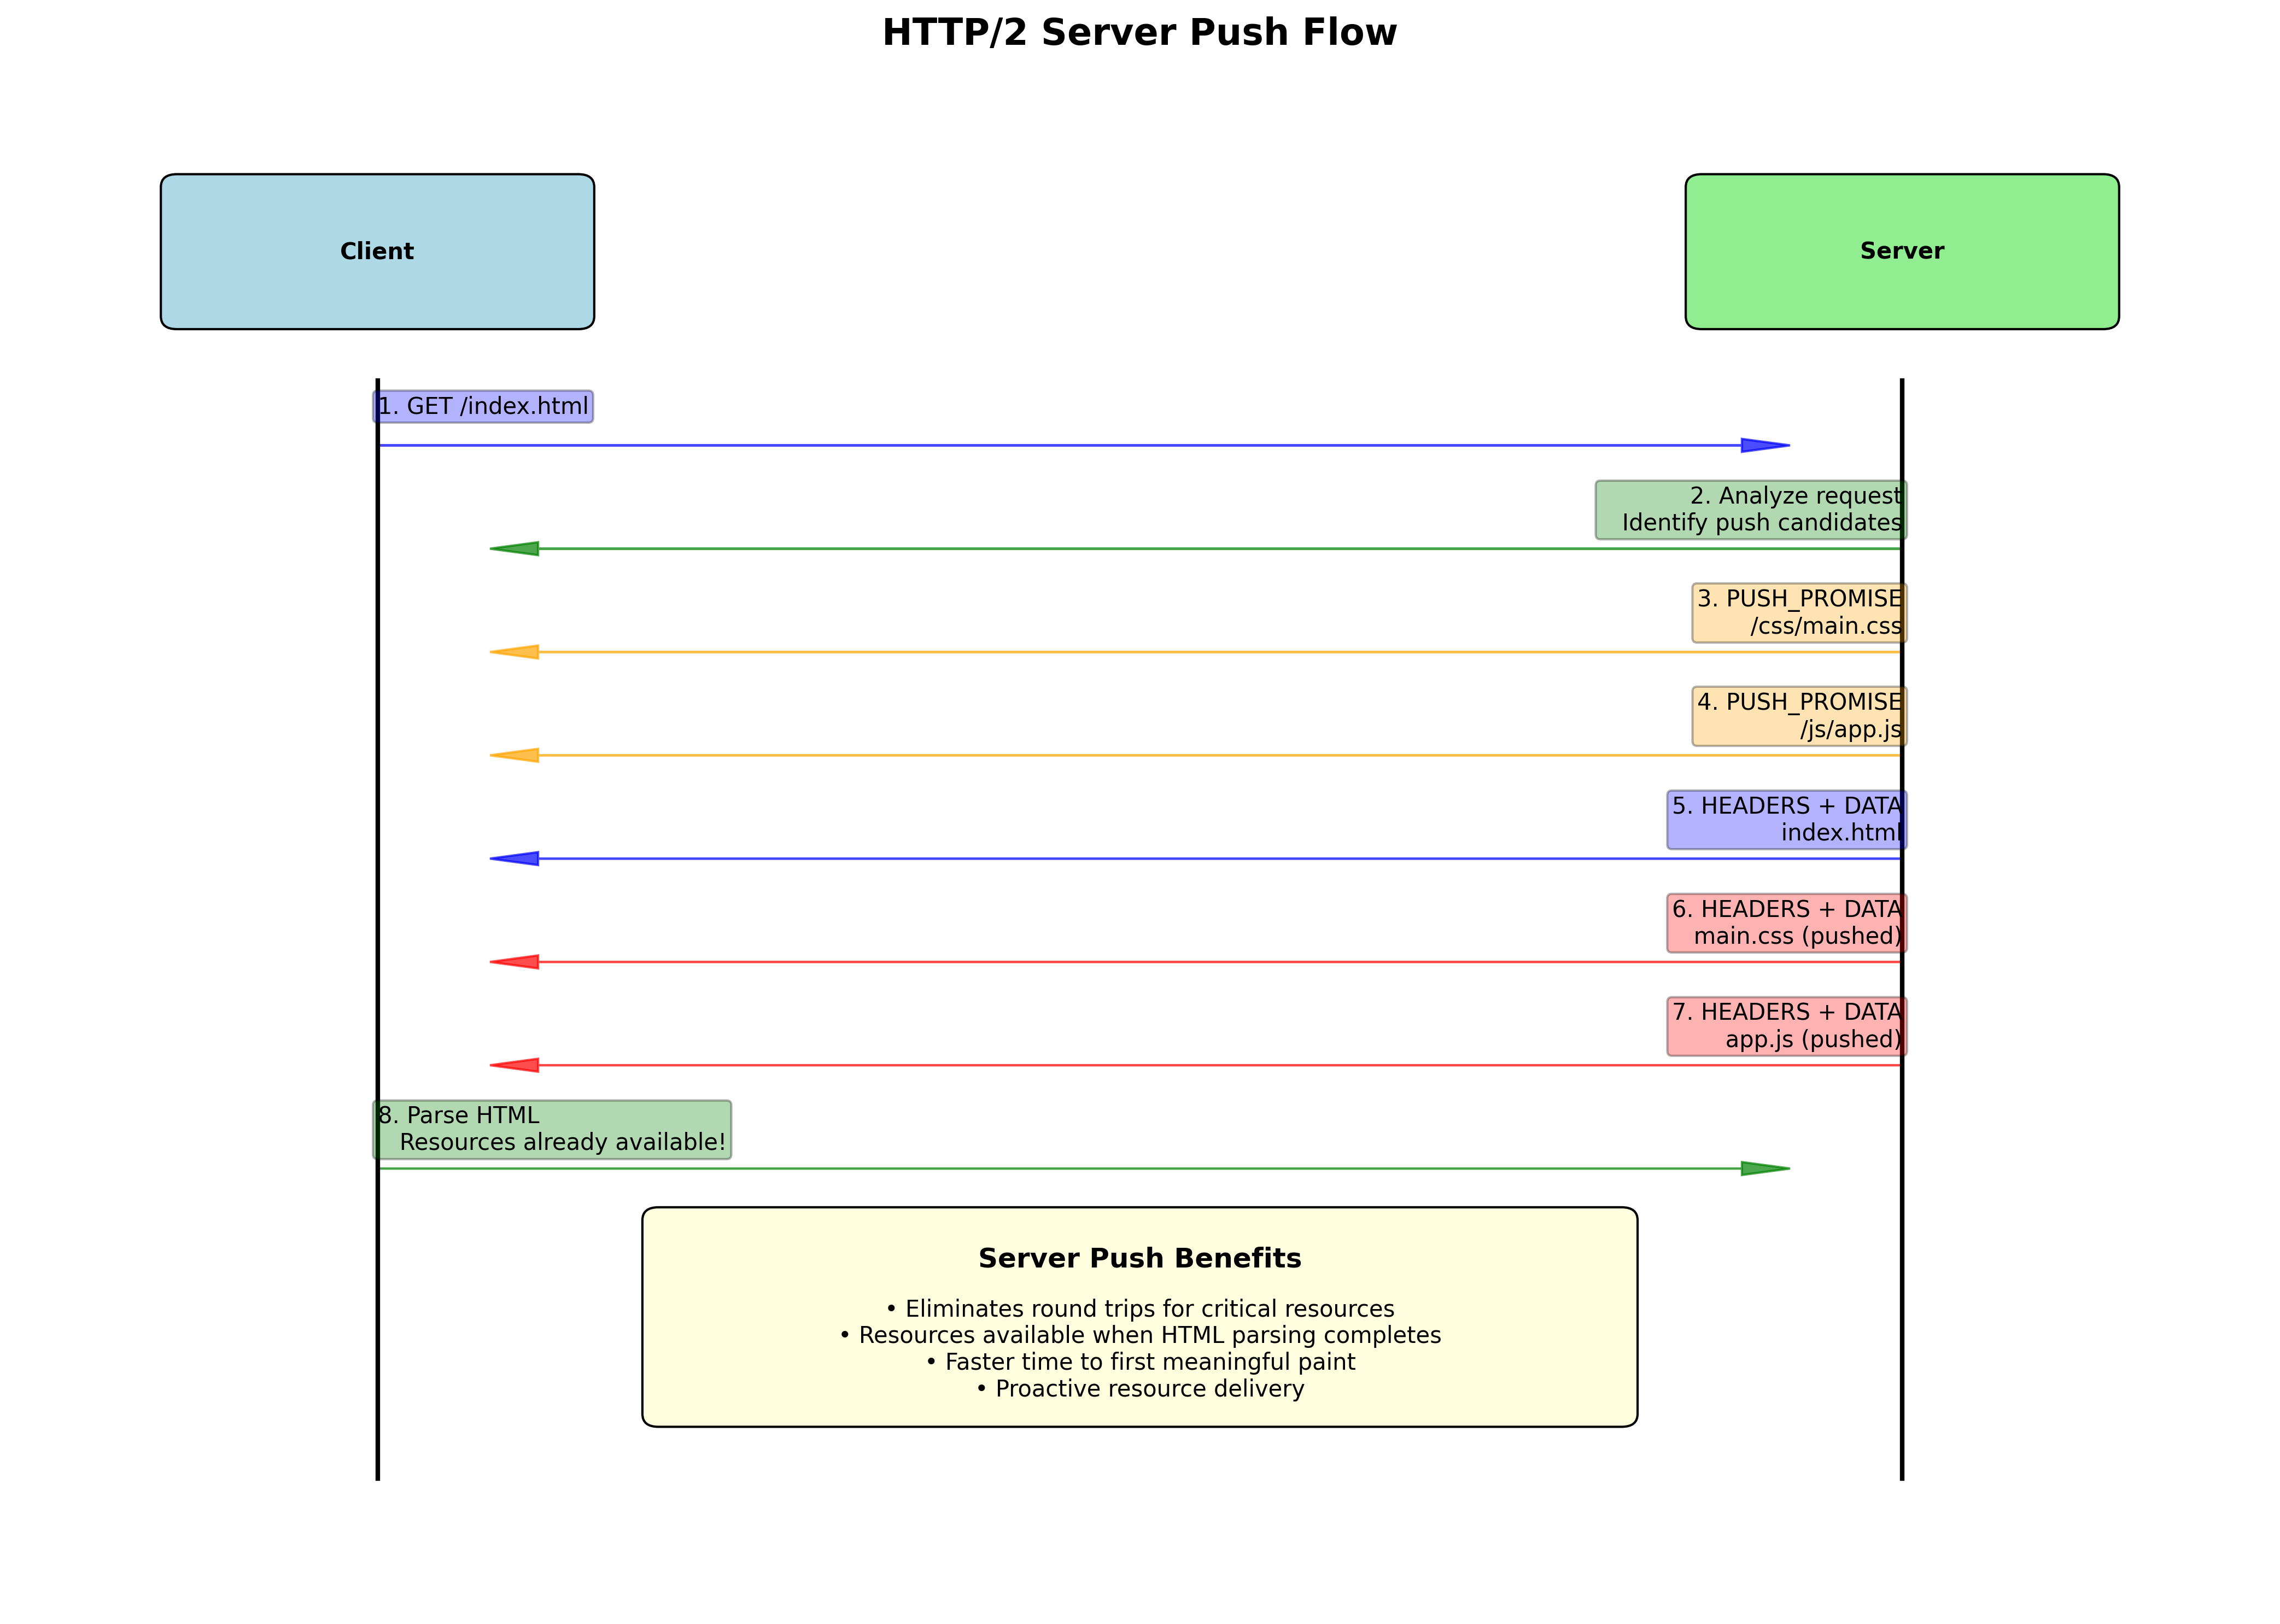 HTTP/2 Server Push Flow
Client
Server
1. GET /index.html
2. Analyze request
Identify push candidates
3. PUSH_PROMISE
/css/main.css
4. PUSH_PROMISE
/js/app.js
5. HEADERS + DATA
index.html
6. HEADERS + DATA
main.css (pushed)
7. HEADERS + DATA
app.js (pushed)
8. Parse HTML
Resources already available!
Server Push Benefits
• Eliminates round trips for critical resources
• Resources available when HTML parsing completes
• Faster time to first meaningful paint
• Proactive resource delivery